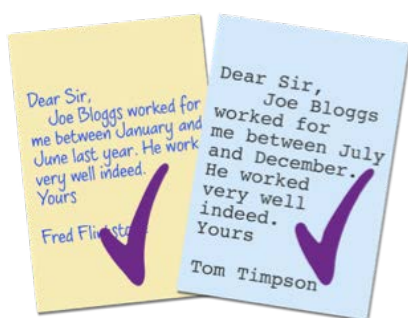 Dear Sir,
Joe Bloggs worked for
me between January and
June last year. He work
very well indeed.
Yours
Fred
Dear Sir,
Joe Bloggs
worked for
me between July
and December.
He worked
very well
indeed.
Yours
Tom Timpson